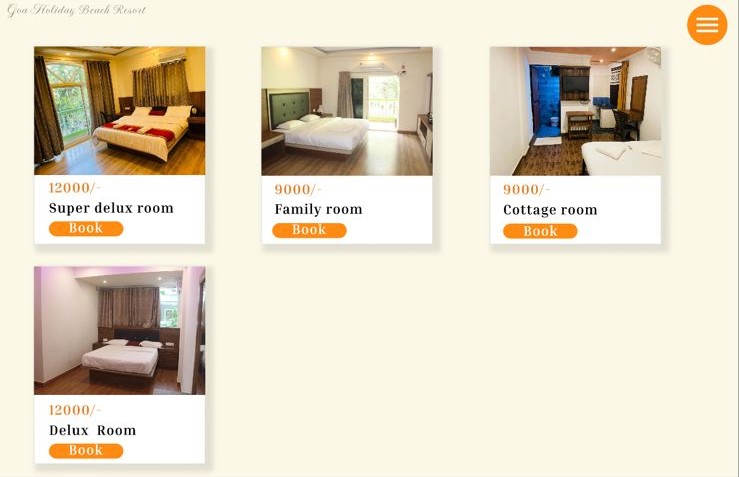 Goa Holiday Beach Resort
12000/-
Super delux room
Book
9000/-
Family room
Book
9000/-
Cottage room
Book
12000/-
Delux Room
Book